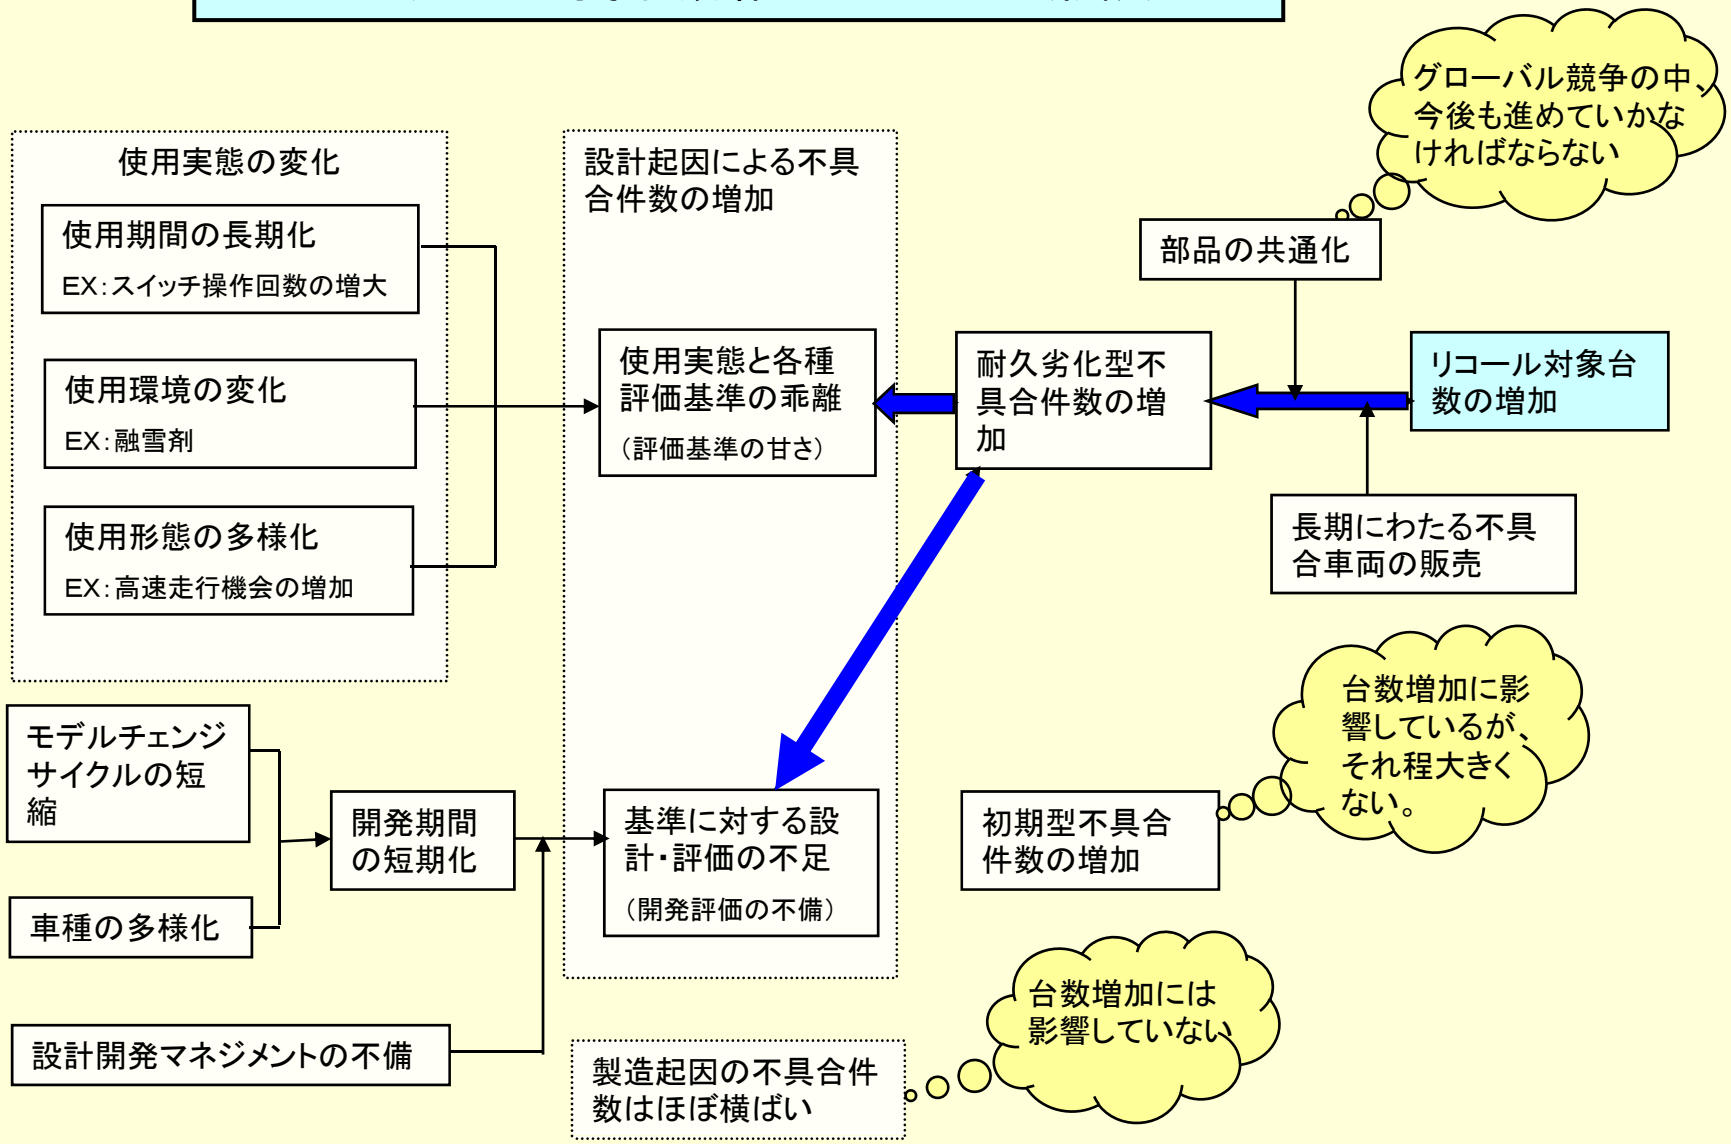 使用実態の変化
使用期間の長期化
EX:スイッチ操作回数の増大
使用環境の変化
EX:融雪剤
使用形態の多様化
EX:高速走行機会の増加
モデルチェンジ
サイクルの短
縮
車種の多様化
開発期間
の短期化
設計開発マネジメントの不備
設計起因による不具
合件数の増加
使用実態と各種
評価基準の乖離
（評価基準の甘さ）
基準に対する設
計・評価の不足
（開発評価の不備）
製造起因の不具合件
数はほぼ横ばい
台数増加には
影響していない
耐久劣化型不
具合件数の増
加
初期型不具合
件数の増加
台数増加に影
響しているが、
それ程大きく
ない。
グローバル競争の中、
今後も進めていかな
ければならない
部品の共通化
リコール対象台
数の増加
長期にわたる不具
合車両の販売